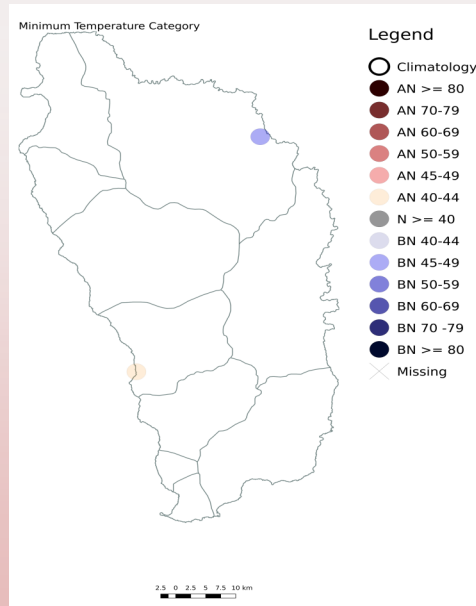 Minimum Temperature Category
Legend
Climatology
AN >= 80
AN 70-79
AN 60-69
AN 50-59
AN 45-49
AN 40-44
N >= 40
BN 40-44
BN 45-49
BN 50-59
BN 60-69
BN 70 -79
BN >= 80
Missing
2.5 0 2.5 5 7.5 10 km